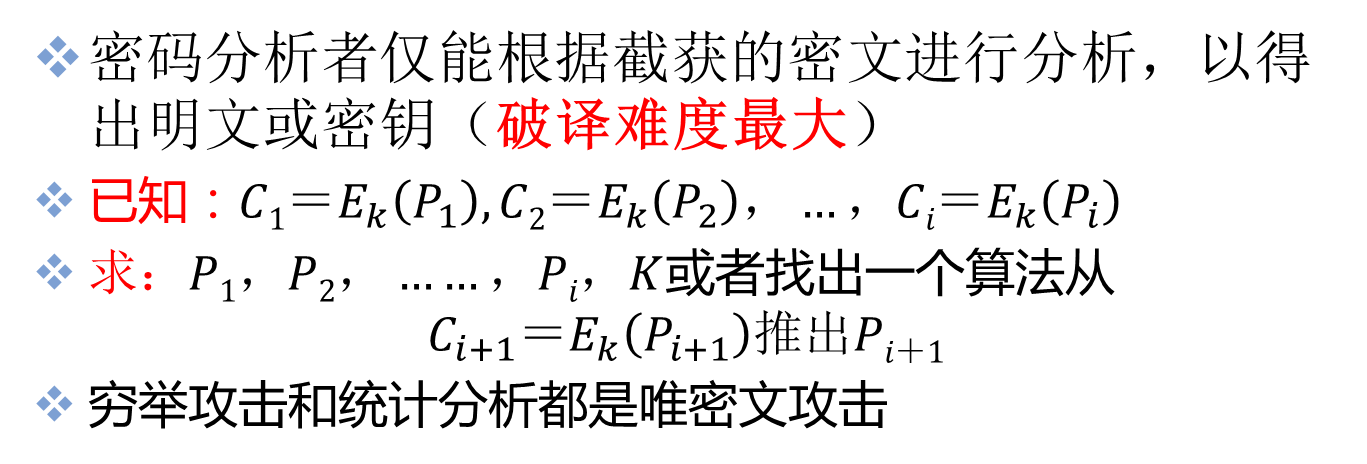 ❖密码分析者仅能根据截获的密文进行分析，以得
出明文或密钥（破译难度最大）
❖已知：C₁＝Eₖ(P₁),C₂＝Eₖ(P₂)，…，Cᵢ＝Eₖ(Pᵢ)
❖求：P₁，P₂，……，Pᵢ，K或者找出一个算法从
Cᵢ₊₁＝Eₖ(Pᵢ₊₁)推出Pᵢ₊₁
❖穷举攻击和统计分析都是唯密文攻击